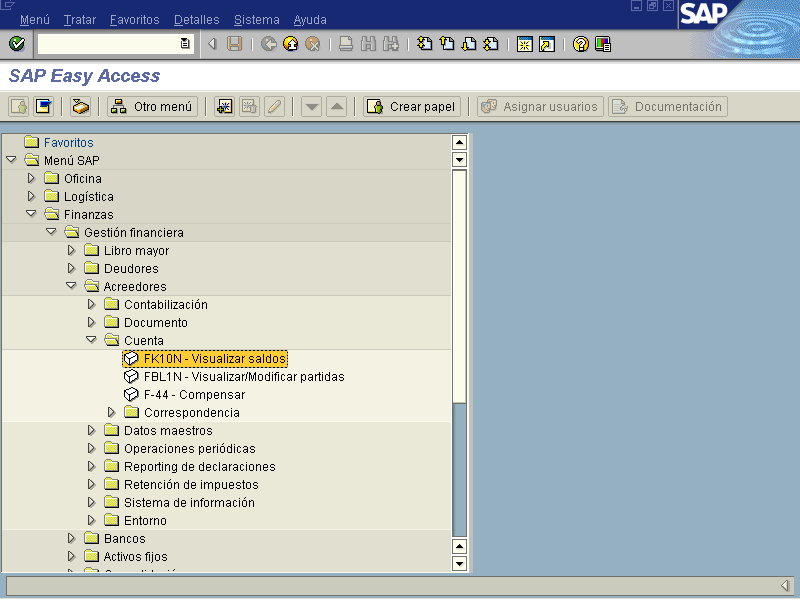 Menú Tratar Favoritos Detalles Sistema Ayuda
SAP
SAP Easy Access
Otro menú Crear papel Asignar usuarios Documentación
Favoritos
Menú SAP
Oficina
Logística
Finanzas
Gestión financiera
Libro mayor
Deudores
Acreedores
Contabilización
Documento
Cuenta
FK10N - Visualizar saldos
FBL1N - Visualizar/Modificar partidas
F-44 - Compensar
Correspondencia
Datos maestros
Operaciones periódicas
Reporting de declaraciones
Retención de impuestos
Sistema de información
Entorno
Bancos
Activos fijos